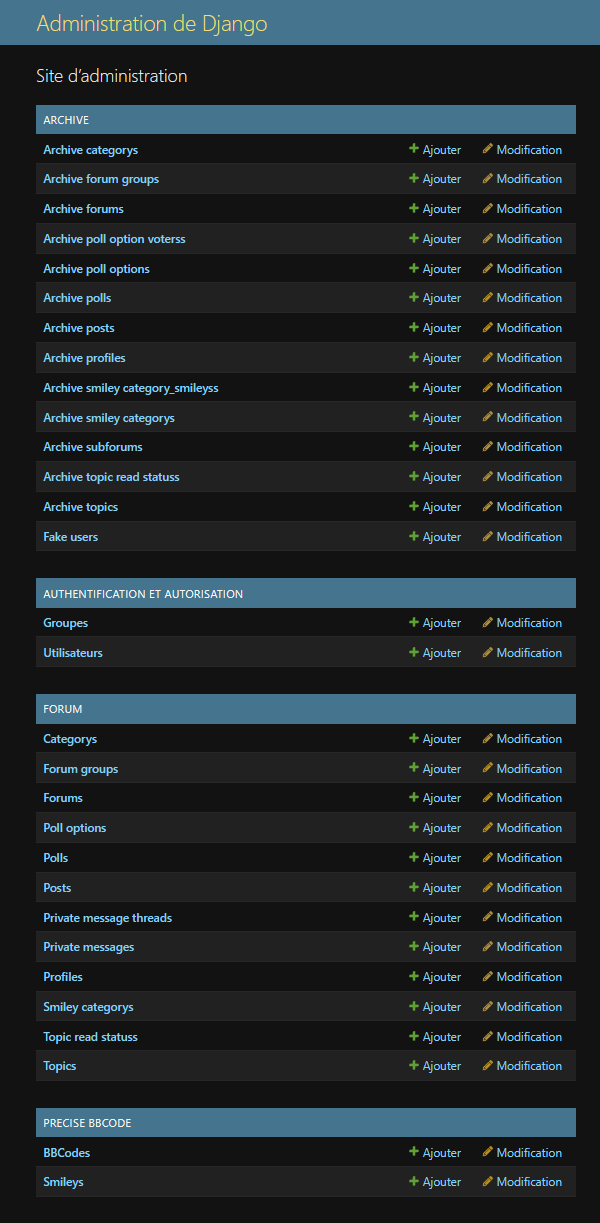 Administration de Django
Site d’administration
ARCHIVE
Archive categorys Ajouter Modification
Archive forum groups Ajouter Modification
Archive forums Ajouter Modification
Archive poll option voterss Ajouter Modification
Archive poll options Ajouter Modification
Archive polls Ajouter Modification
Archive posts Ajouter Modification
Archive profiles Ajouter Modification
Archive smiley category_smileyss Ajouter Modification
Archive smiley categorys Ajouter Modification
Archive subforums Ajouter Modification
Archive topic read statuss Ajouter Modification
Archive topics Ajouter Modification
Fake users Ajouter Modification
AUTHENTIFICATION ET AUTORISATION
Groupes Ajouter Modification
Utilisateurs Ajouter Modification
FORUM
Categorys Ajouter Modification
Forum groups Ajouter Modification
Forums Ajouter Modification
Poll options Ajouter Modification
Polls Ajouter Modification
Posts Ajouter Modification
Private message threads Ajouter Modification
Private messages Ajouter Modification
Profiles Ajouter Modification
Smiley categorys Ajouter Modification
Topic read statuss Ajouter Modification
Topics Ajouter Modification
PRECISE BBCODE
BBCodes Ajouter Modification
Smileys Ajouter Modification